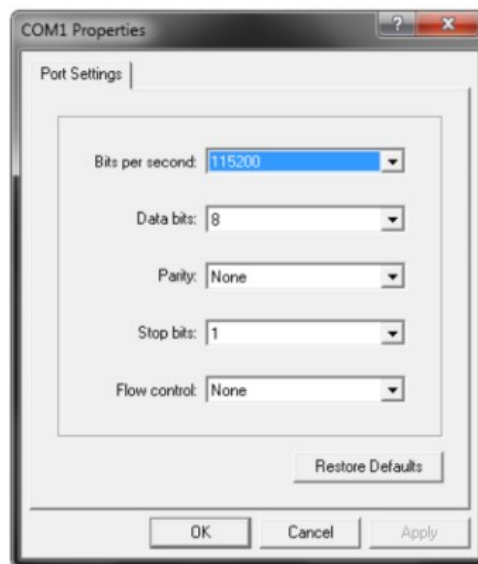 COM1 Properties
Port Settings
Bits per second: 115200
Data bits: 8
Parity: None
Stop bits: 1
Flow control: None
Restore Defaults
OK Cancel Apply